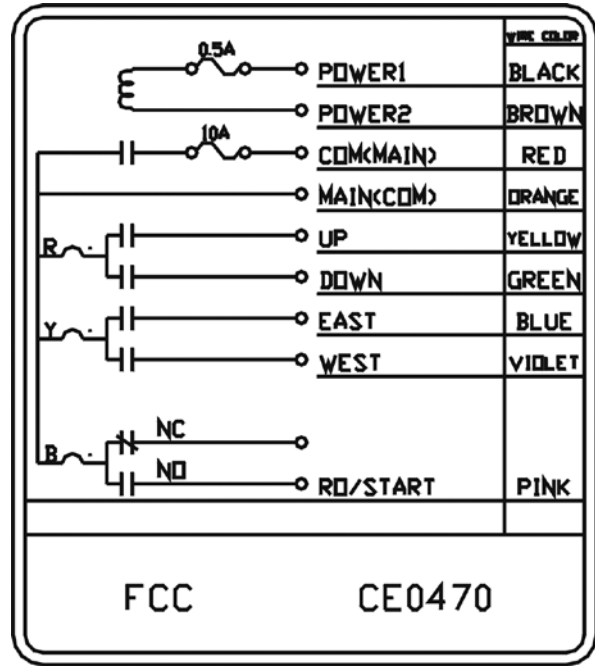 WIRE COLOR
0.5A
POWER1 BLACK
POWER2 BROWN
10A
COM(MAIN) RED
MAIN(COM) ORANGE
R UP YELLOW
DOWN GREEN
Y EAST BLUE
WEST VIOLET
NC
B NO
RO/START PINK
FCC CE0470